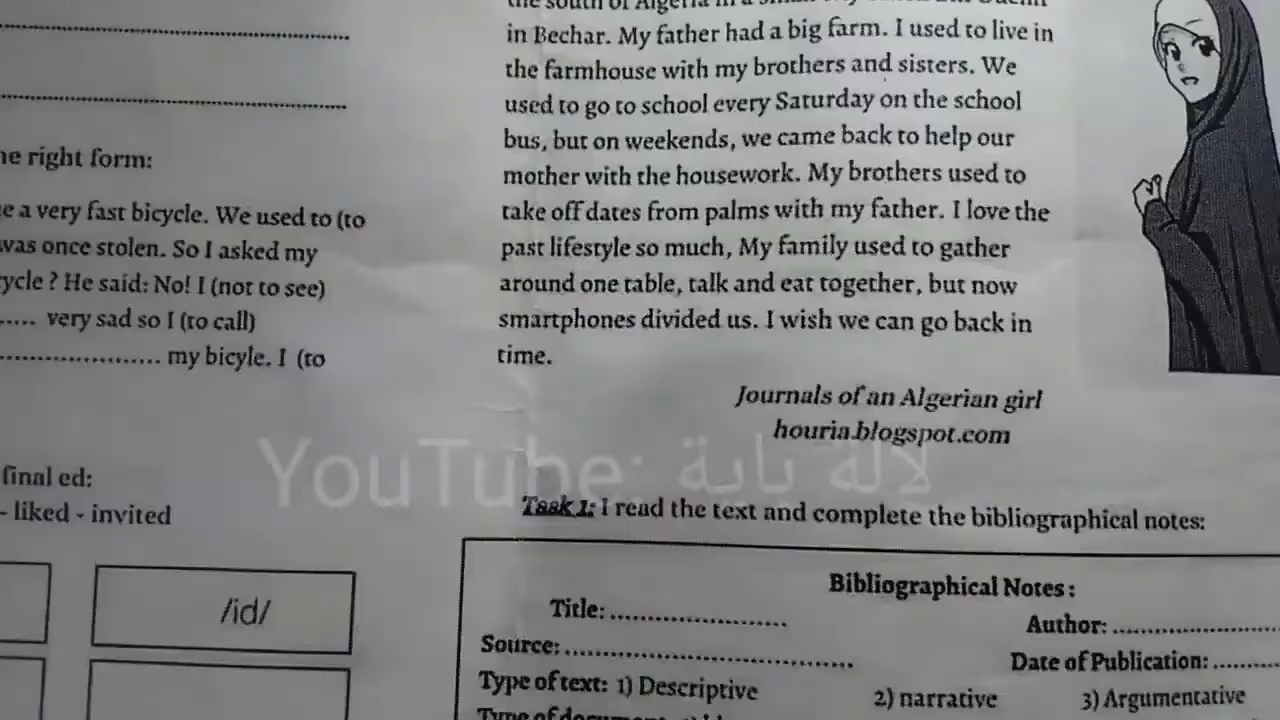 in Bechar. My father had a big farm. I used to live in
the farmhouse with my brothers and sisters. We
used to go to school every Saturday on the school
bus, but on weekends, we came back to help our
mother with the housework. My brothers used to
take off dates from palms with my father. I love the
past lifestyle so much, My family used to gather
around one table, talk and eat together, but now
smartphones divided us. I wish we can go back in
time.
Journals of an Algerian girl
houria.blogspot.com
right form:
a very fast bicycle. We used to (to
was once stolen. So I asked my
? He said: No! I (not to see)
..... very sad so I (to call)
..................... my bicyle. I (to
final ed:
- liked - invited
/id/
YouTube: لالة باية
Task 1: I read the text and complete the bibliographical notes:
Bibliographical Notes :
Title: ..........................
Author: ........................
Source: ..........................................
Date of Publication: ..........
Type of text: 1) Descriptive 2) narrative 3) Argumentative